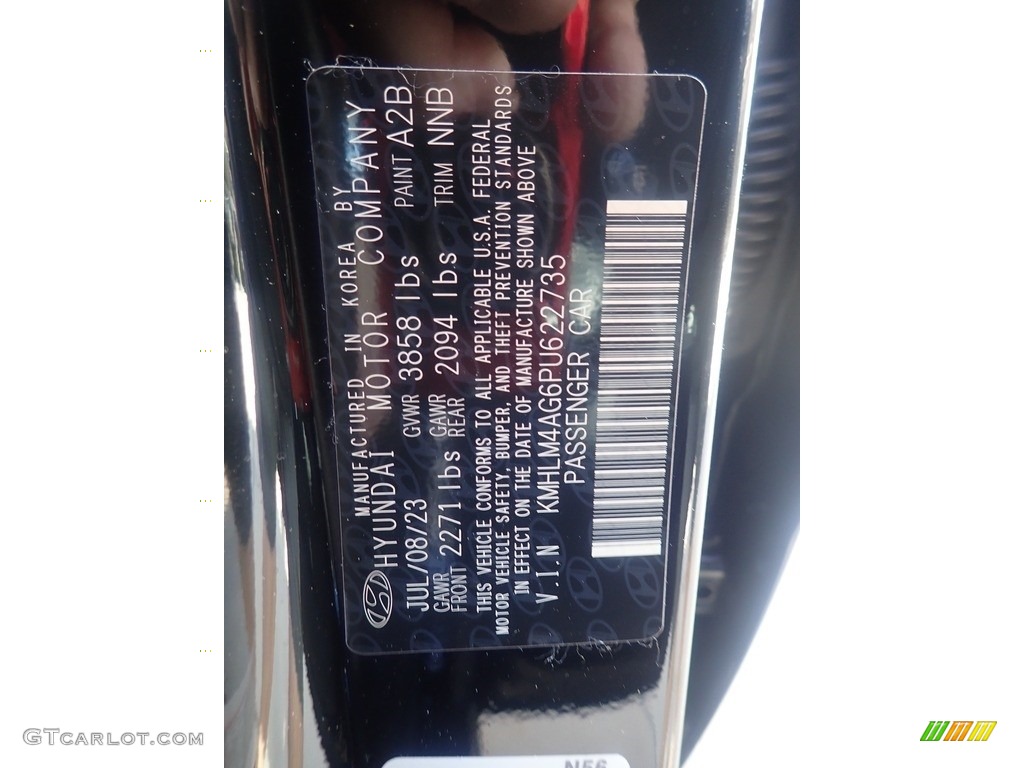 MANUFACTURED IN KOREA BY
HYUNDAI MOTOR COMPANY
JUL/08/23 GVWR 3858 lbs PAINT A2B
GAWR FRONT 2271 lbs GAWR REAR 2094 lbs TRIM NNB
THIS VEHICLE CONFORMS TO ALL APPLICABLE U.S.A. FEDERAL
MOTOR VEHICLE SAFETY, BUMPER, AND THEFT PREVENTION STANDARDS
IN EFFECT ON THE DATE OF MANUFACTURE SHOWN ABOVE
V.I.N KMHLM4AG6PU622735
PASSENGER CAR
GTcarlot.com